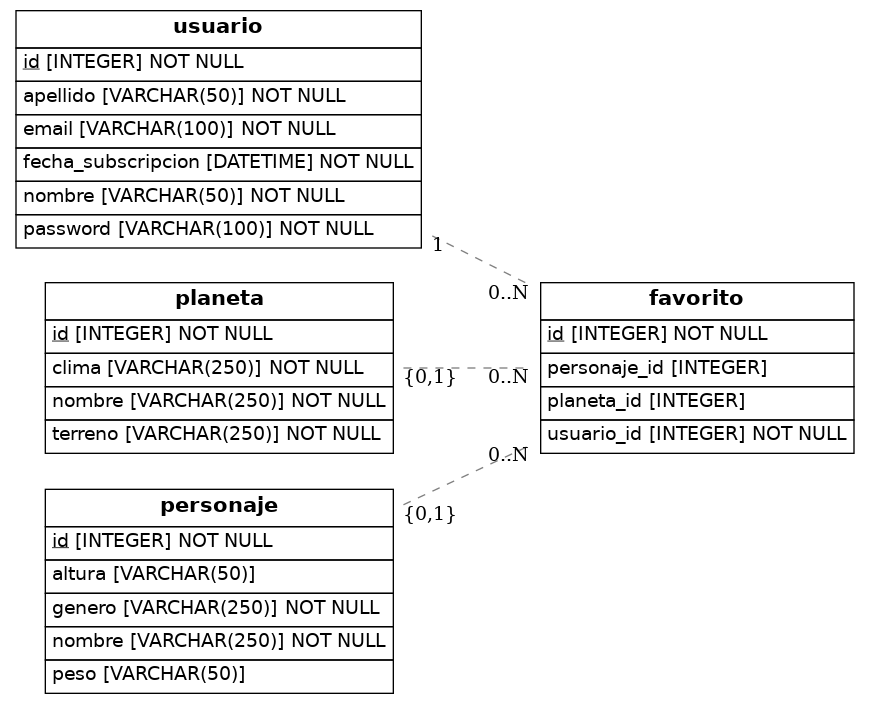 usuario
id [INTEGER] NOT NULL
apellido [VARCHAR(50)] NOT NULL
email [VARCHAR(100)] NOT NULL
fecha_subscripcion [DATETIME] NOT NULL
nombre [VARCHAR(50)] NOT NULL
password [VARCHAR(100)] NOT NULL
1
0..N
planeta
id [INTEGER] NOT NULL
clima [VARCHAR(250)] NOT NULL
nombre [VARCHAR(250)] NOT NULL
terreno [VARCHAR(250)] NOT NULL
{0,1}
0..N
favorito
id [INTEGER] NOT NULL
personaje_id [INTEGER]
planeta_id [INTEGER]
usuario_id [INTEGER] NOT NULL
0..N
{0,1}
personaje
id [INTEGER] NOT NULL
altura [VARCHAR(50)]
genero [VARCHAR(250)] NOT NULL
nombre [VARCHAR(250)] NOT NULL
peso [VARCHAR(50)]